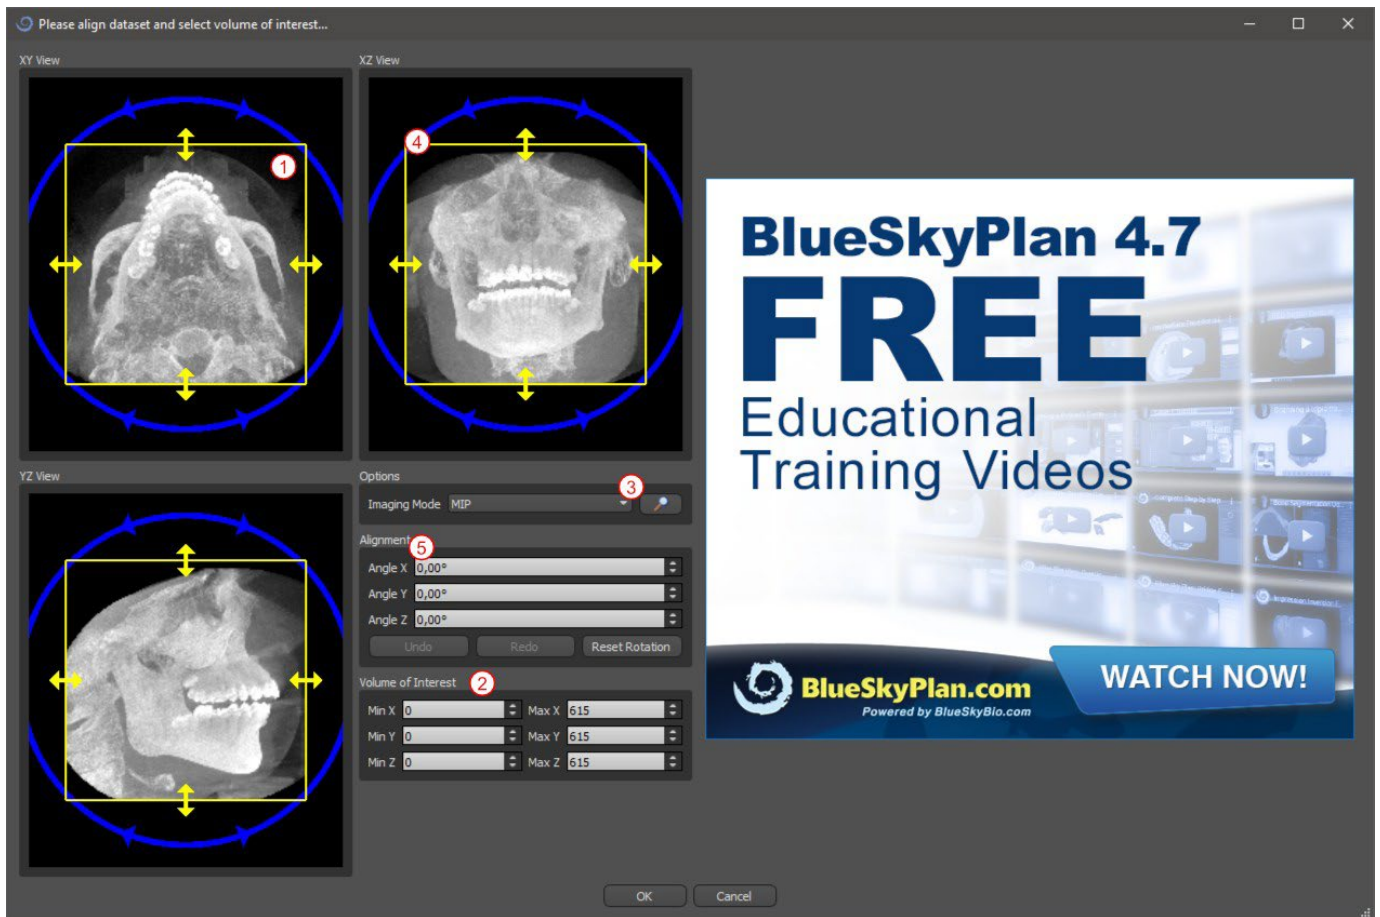 Please align dataset and select volume of interest...
XY View
XZ View
1
4
YZ View
Options
3
Imaging Mode MIP
Alignment
5
Angle X 0,00°
Angle Y 0,00°
Angle Z 0,00°
Undo Redo Reset Rotation
Volume of Interest 2
Min X 0 Max X 615
Min Y 0 Max Y 615
Min Z 0 Max Z 615
BlueSkyPlan 4.7
FREE
Educational
Training Videos
WATCH NOW!
BlueSkyPlan.com
Powered by BlueSkyBio.com
OK Cancel